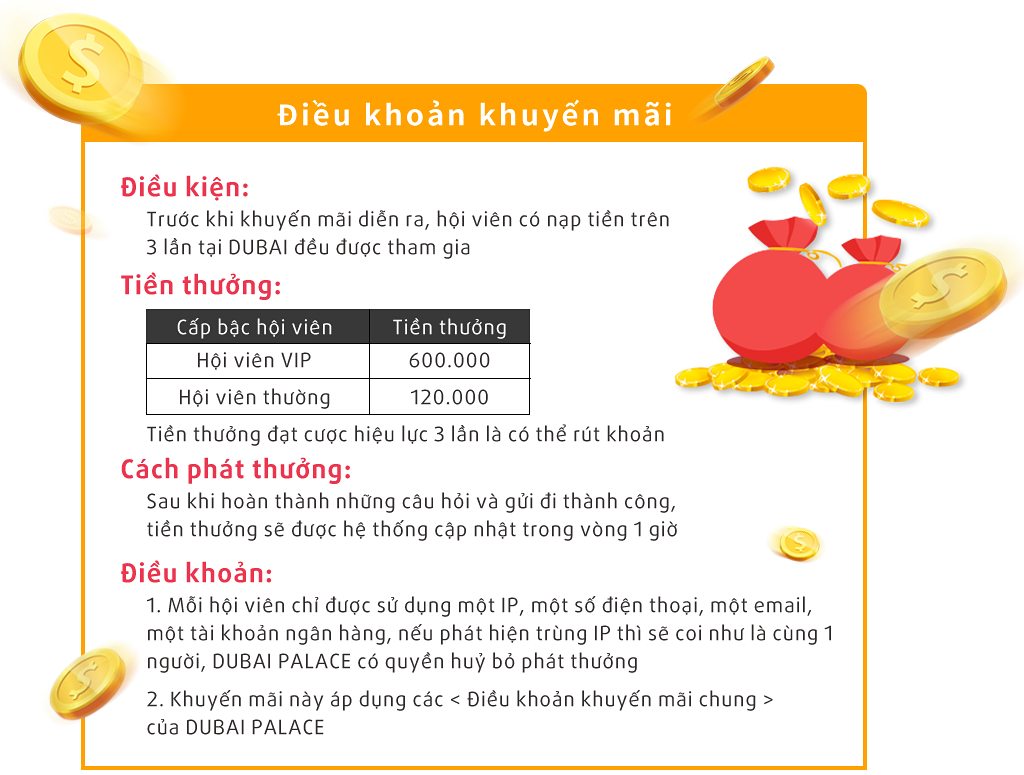 Điều khoản khuyến mãi
Điều kiện:
Trước khi khuyến mãi diễn ra, hội viên có nạp tiền trên
3 lần tại DUBAI đều được tham gia
Tiền thưởng:
Cấp bậc hội viên Tiền thưởng
Hội viên VIP 600.000
Hội viên thường 120.000
Tiền thưởng đạt cược hiệu lực 3 lần là có thể rút khoản
Cách phát thưởng:
Sau khi hoàn thành những câu hỏi và gửi đi thành công,
tiền thưởng sẽ được hệ thống cập nhật trong vòng 1 giờ
Điều khoản:
1. Mỗi hội viên chỉ được sử dụng một IP, một số điện thoại, một email,
một tài khoản ngân hàng, nếu phát hiện trùng IP thì sẽ coi như là cùng 1
người, DUBAI PALACE có quyền huỷ bỏ phát thưởng
2. Khuyến mãi này áp dụng các < Điều khoản khuyến mãi chung >
của DUBAI PALACE